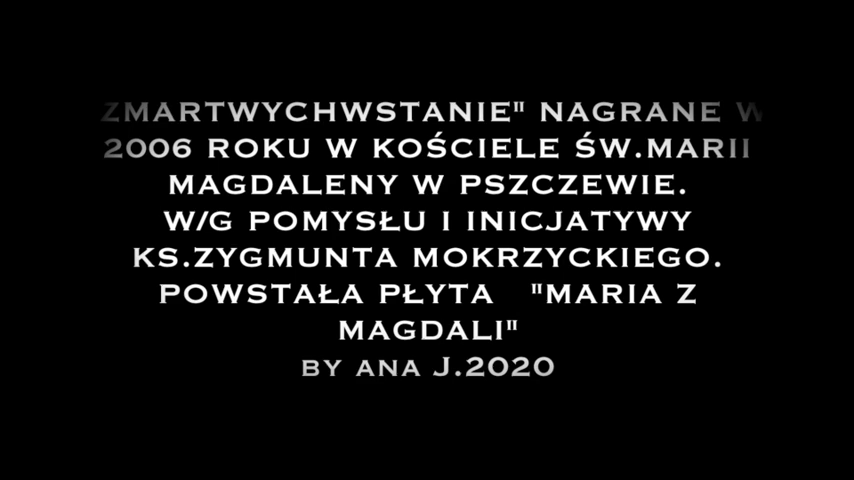 ZMARTWYCHWSTANIE" NAGRANE W
2006 ROKU W KOŚCIELE ŚW.MARII
MAGDALENY W PSZCZEWIE.
W/G POMYSŁU I INICJATYWY
KS.ZYGMUNTA MOKRZYCKIEGO.
POWSTAŁA PŁYTA "MARIA Z
MAGDALI"
BY ANA J.2020